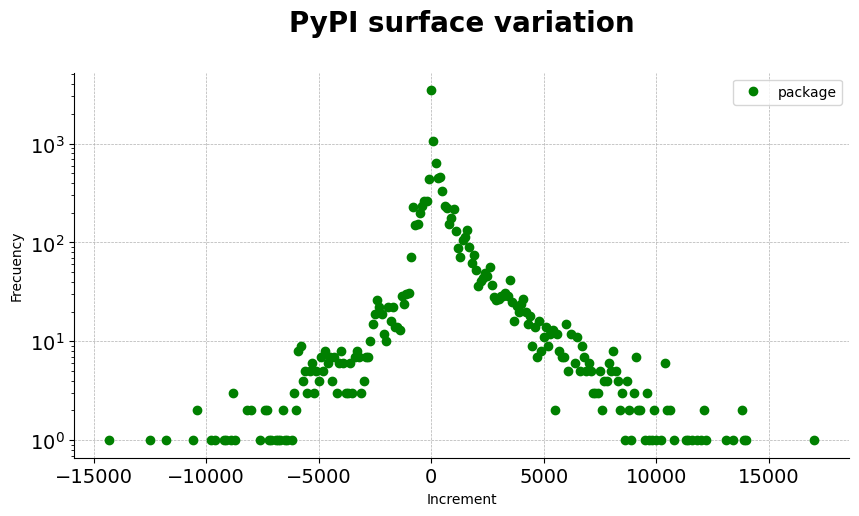 PyPI surface variation
package
10³
10²
10¹
10⁰
Frecuency
−15000 −10000 −5000 0 5000 10000 15000
Increment